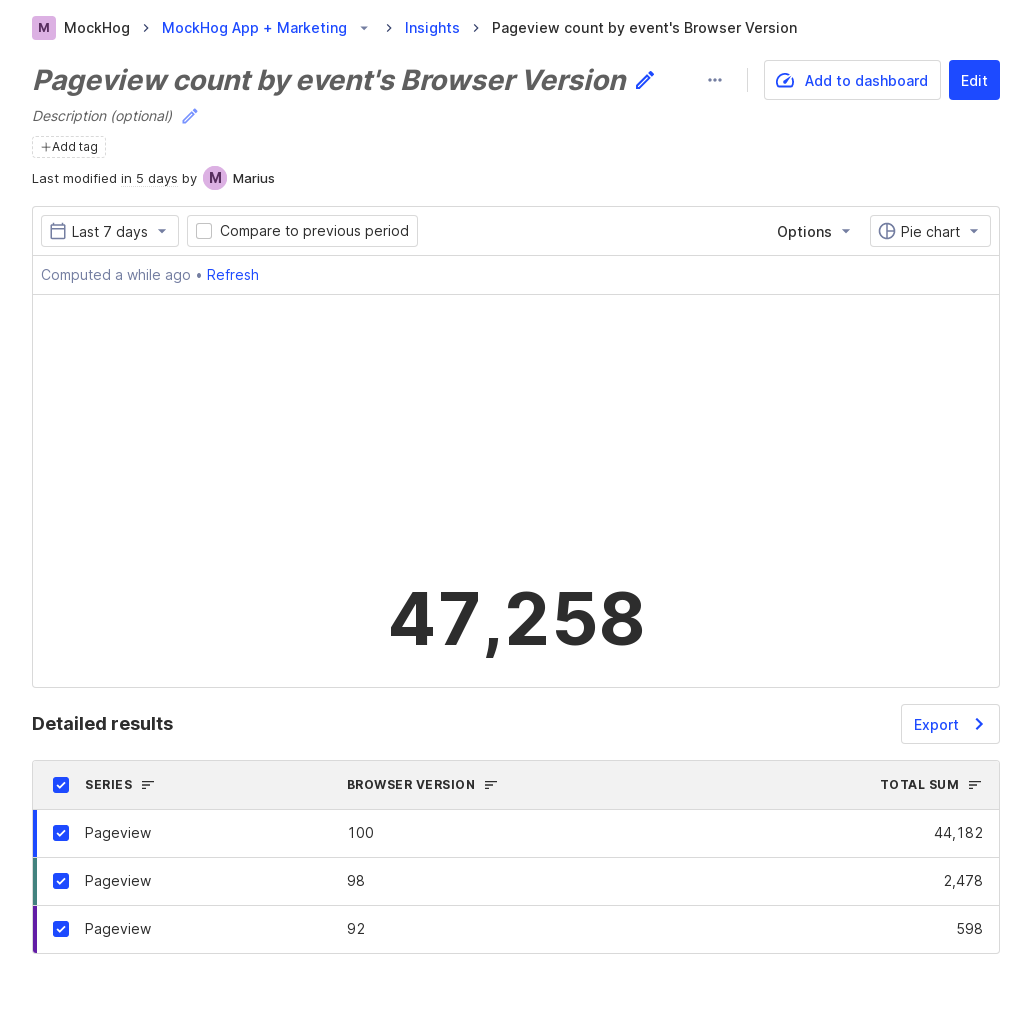 M MockHog MockHog App + Marketing Insights Pageview count by event's Browser Version
Pageview count by event's Browser Version
Add to dashboard Edit
Description (optional)
Add tag
Last modified in 5 days by M Marius
Last 7 days Compare to previous period Options Pie chart
Computed a while ago • Refresh
47,258
Detailed results Export
SERIES BROWSER VERSION TOTAL SUM
Pageview 100 44,182
Pageview 98 2,478
Pageview 92 598